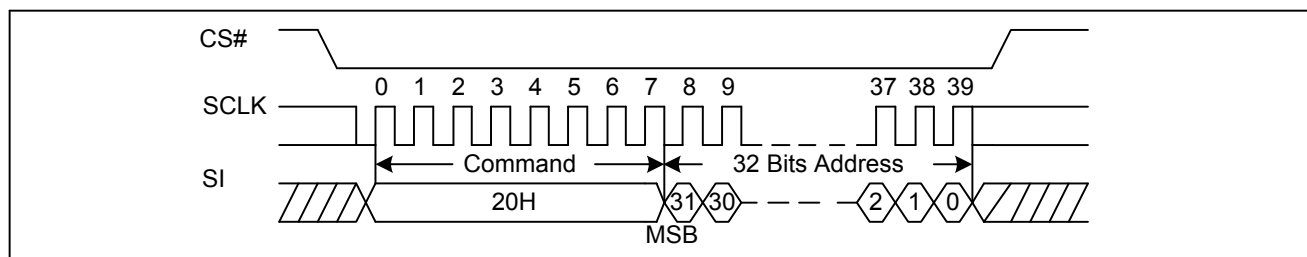 CS#
0 1 2 3 4 5 6 7 8 9 37 38 39
SCLK
Command 32 Bits Address
SI
20H 31 30 2 1 0
MSB